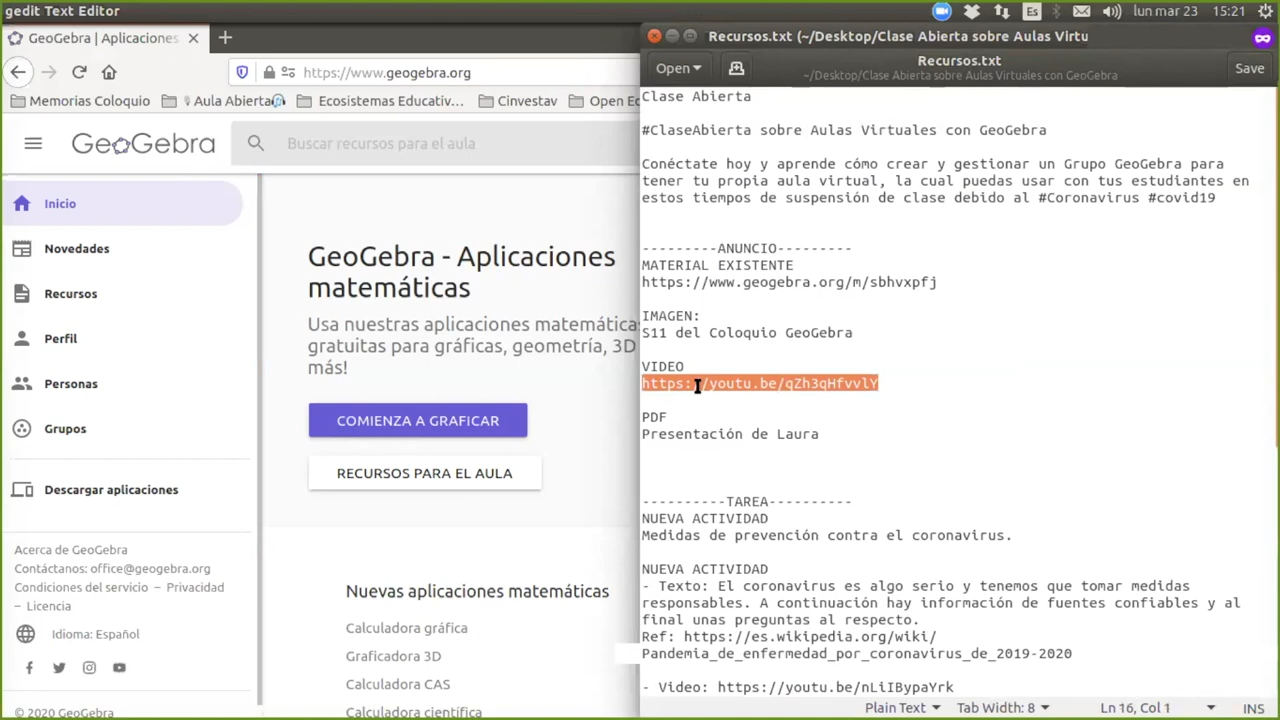 gedit Text Editor
Es
lun mar 23
15:21
GeoGebra | Aplicaciones
https://www.geogebra.org
Memorias Coloquio
Aula Abierta
Ecosistemas Educativ…
Cinvestav
Open Ec
GeoGebra
Buscar recursos para el aula
Inicio
Novedades
Recursos
Perfil
Personas
Grupos
Descargar aplicaciones
Acerca de GeoGebra
Contáctanos: office@geogebra.org
Condiciones del servicio – Privacidad
– Licencia
Idioma: Español
© 2020 GeoGebra
GeoGebra - Aplicaciones
matemáticas
Usa nuestras aplicaciones matemáticas
gratuitas para gráficas, geometría, 3D
más!
COMIENZA A GRAFICAR
RECURSOS PARA EL AULA
Nuevas aplicaciones matemáticas
Calculadora gráfica
Graficadora 3D
Calculadora CAS
Calculadora científica
Recursos.txt (~/Desktop/Clase Abierta sobre Aulas Virtu
Open
Recursos.txt
~/Desktop/Clase Abierta sobre Aulas Virtuales con GeoGebra
Save
Clase Abierta
#ClaseAbierta sobre Aulas Virtuales con GeoGebra
Conéctate hoy y aprende cómo crear y gestionar un Grupo GeoGebra para
tener tu propia aula virtual, la cual puedas usar con tus estudiantes en
estos tiempos de suspensión de clase debido al #Coronavirus #covid19
---------ANUNCIO---------
MATERIAL EXISTENTE
https://www.geogebra.org/m/sbhvxpfj
IMAGEN:
S11 del Coloquio GeoGebra
VIDEO
https://youtu.be/qZh3qHfvvlY
PDF
Presentación de Laura
----------TAREA----------
NUEVA ACTIVIDAD
Medidas de prevención contra el coronavirus.
NUEVA ACTIVIDAD
- Texto: El coronavirus es algo serio y tenemos que tomar medidas
responsables. A continuación hay información de fuentes confiables y al
final unas preguntas al respecto.
Ref: https://es.wikipedia.org/wiki/
Pandemia_de_enfermedad_por_coronavirus_de_2019-2020
- Video: https://youtu.be/nLiIBypaYrk
Plain Text
Tab Width: 8
Ln 16, Col 1
INS